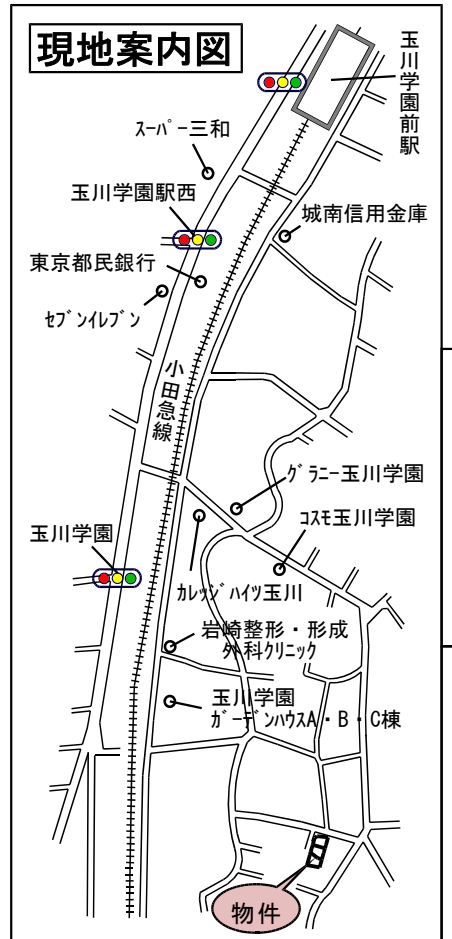 現地案内図
玉川学園前駅
スーパー三和
玉川学園駅西
城南信用金庫
東京都民銀行
セブンイレブン
小田急線
グラニー玉川学園
コスモ玉川学園
玉川学園
カレッジハイツ玉川
岩崎整形・形成
外科クリニック
玉川学園
ガーデンハウスA・B・C棟
物件